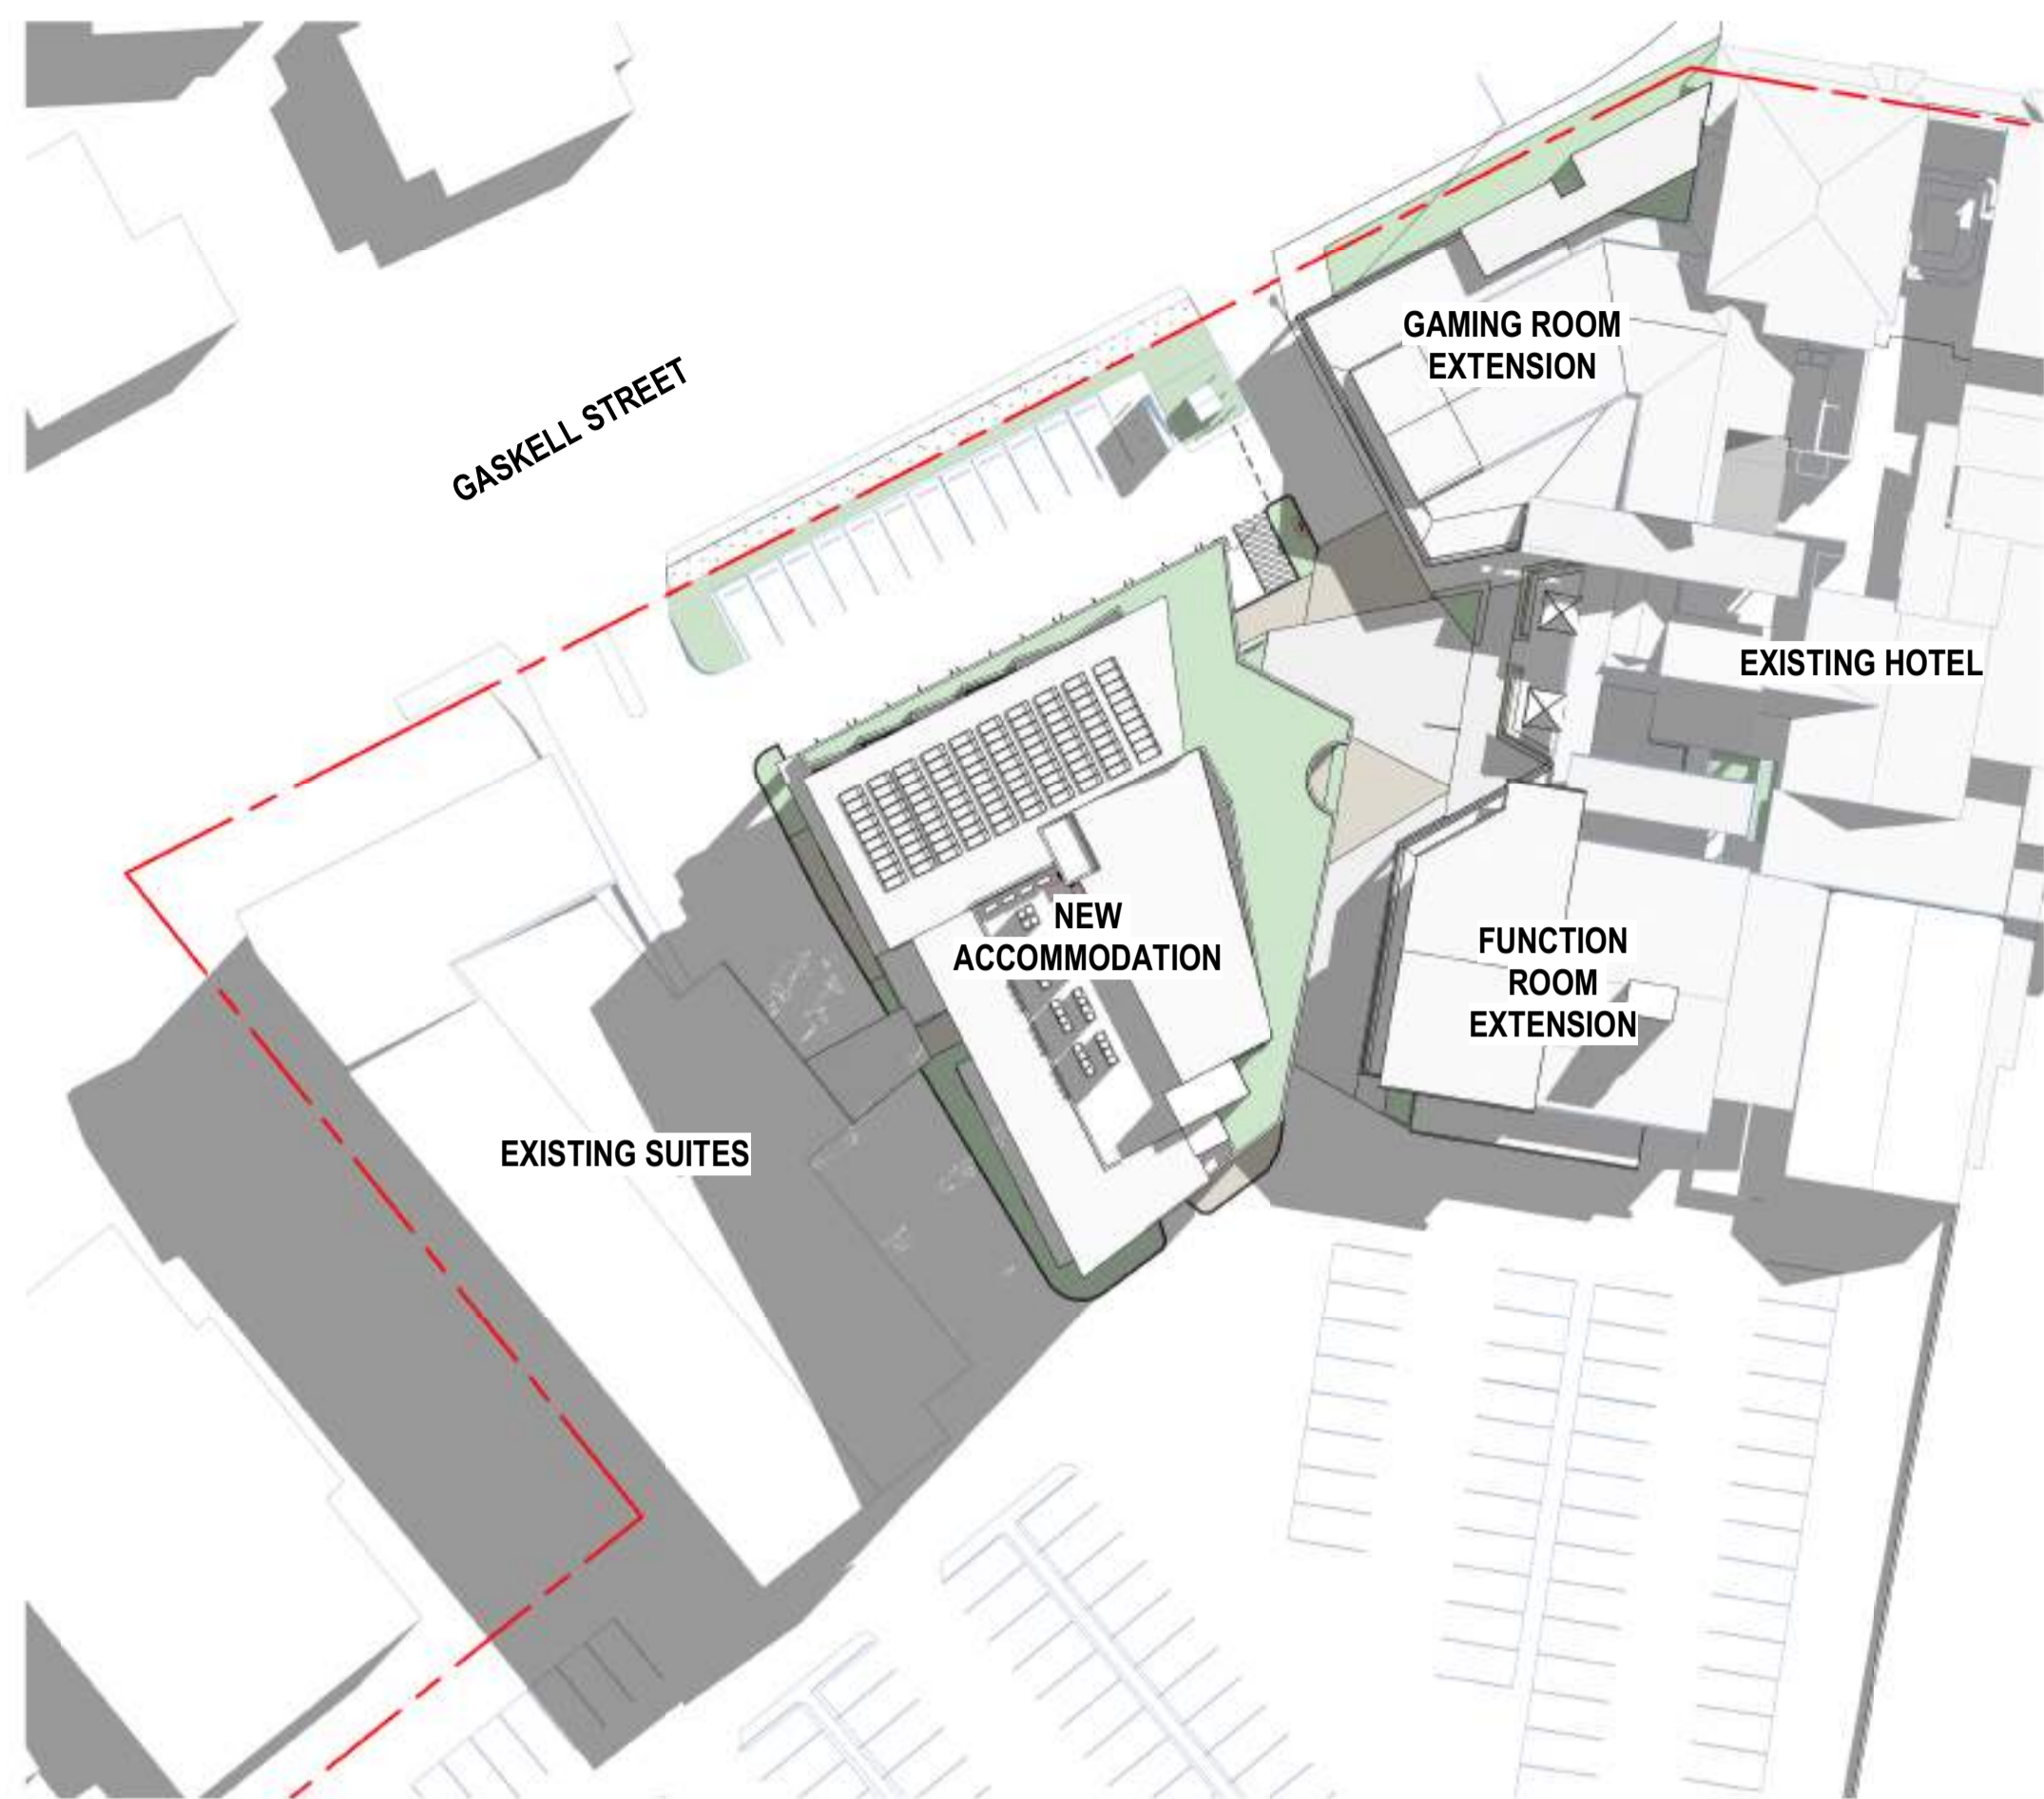 GASKELL STREET
GAMING ROOM
EXTENSION
EXISTING HOTEL
NEW
ACCOMMODATION
FUNCTION
ROOM
EXTENSION
EXISTING SUITES